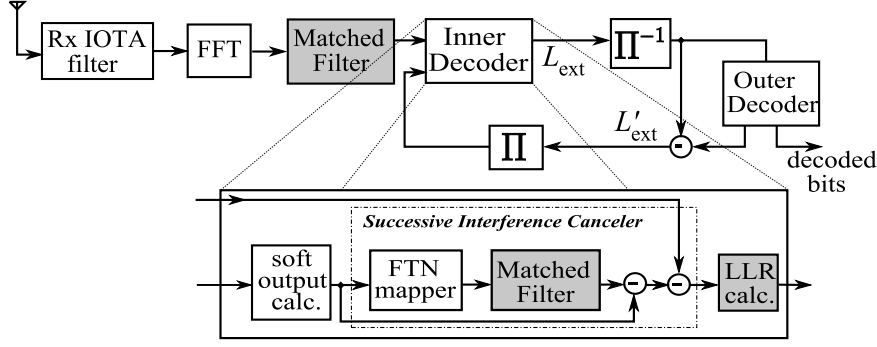 Rx IOTA
filter
FFT
Matched
Filter
Inner
Decoder
L_ext
Π⁻¹
Outer
Decoder
decoded
bits
-
L′_ext
Π
Successive Interference Canceler
soft
output
calc.
FTN
mapper
Matched
Filter
-
-
LLR
calc.